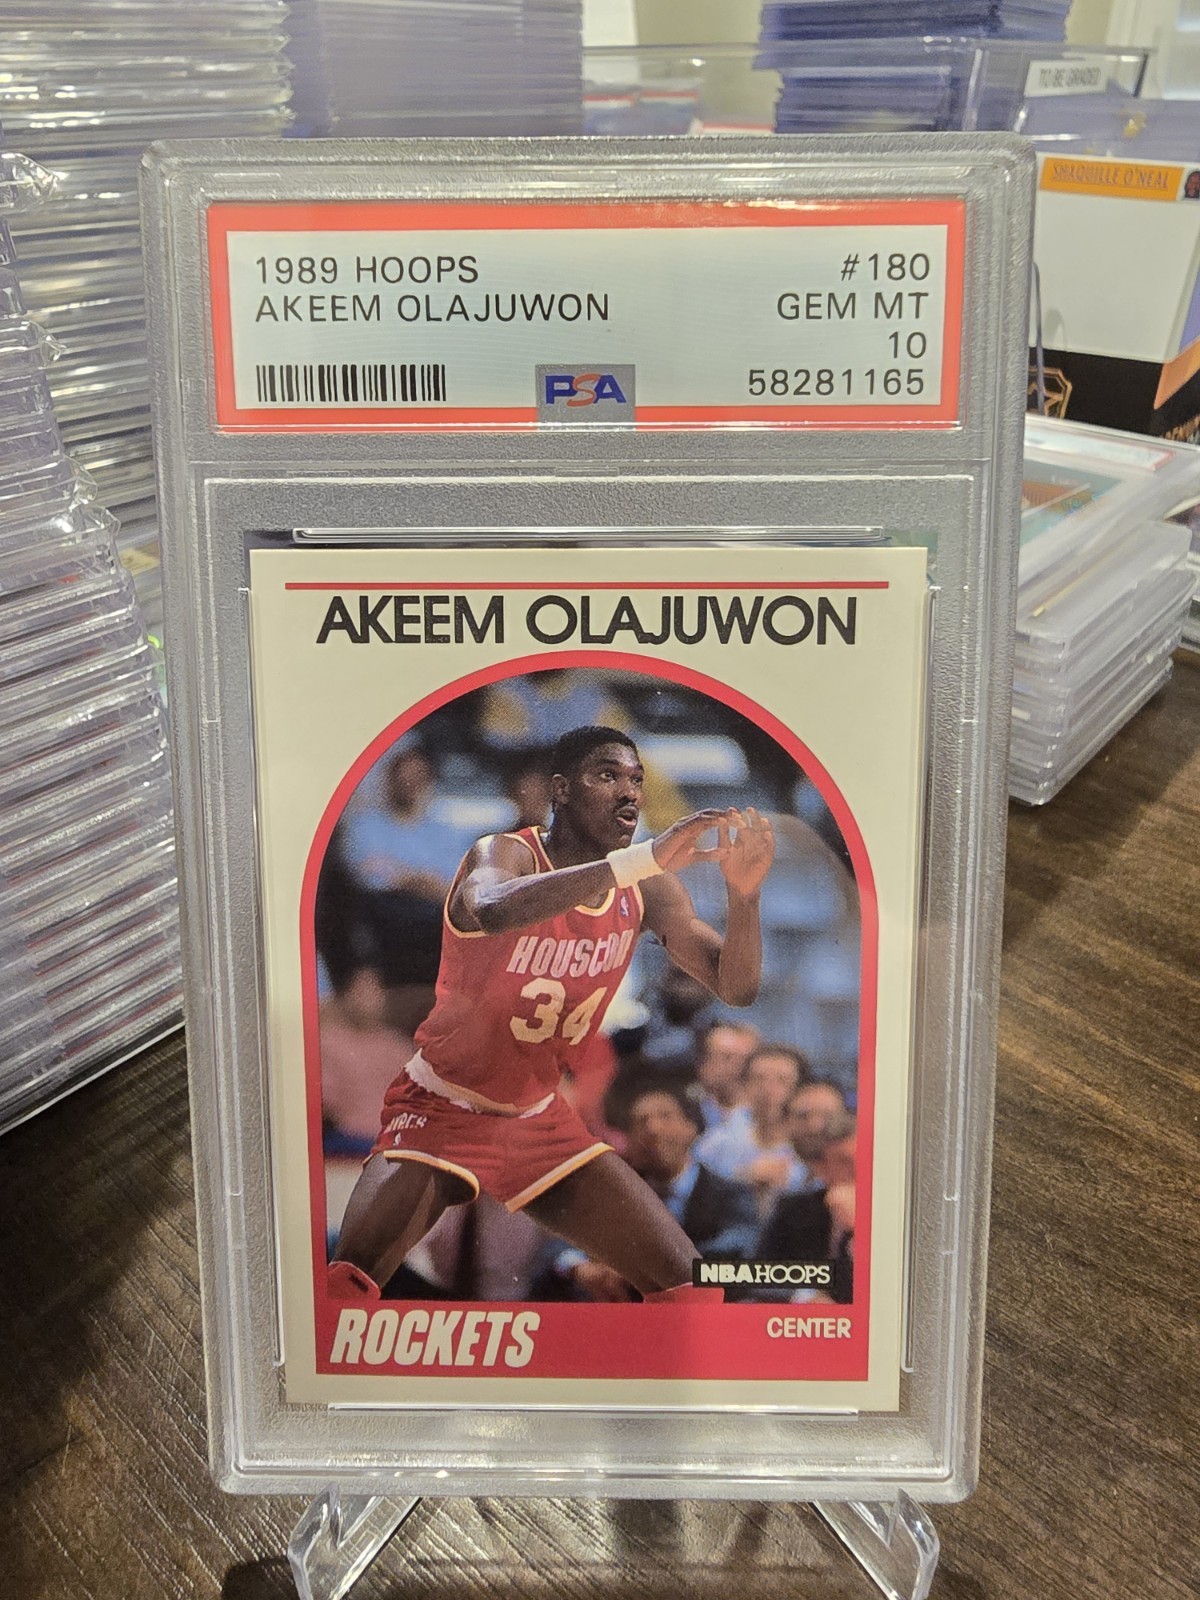 TO BE GRADED
SHAQUILLE O'NEAL
1989 HOOPS #180
AKEEM OLAJUWON GEM MT
10
PSA 58281165
AKEEM OLAJUWON
HOUSTON
34
NBA HOOPS
ROCKETS CENTER